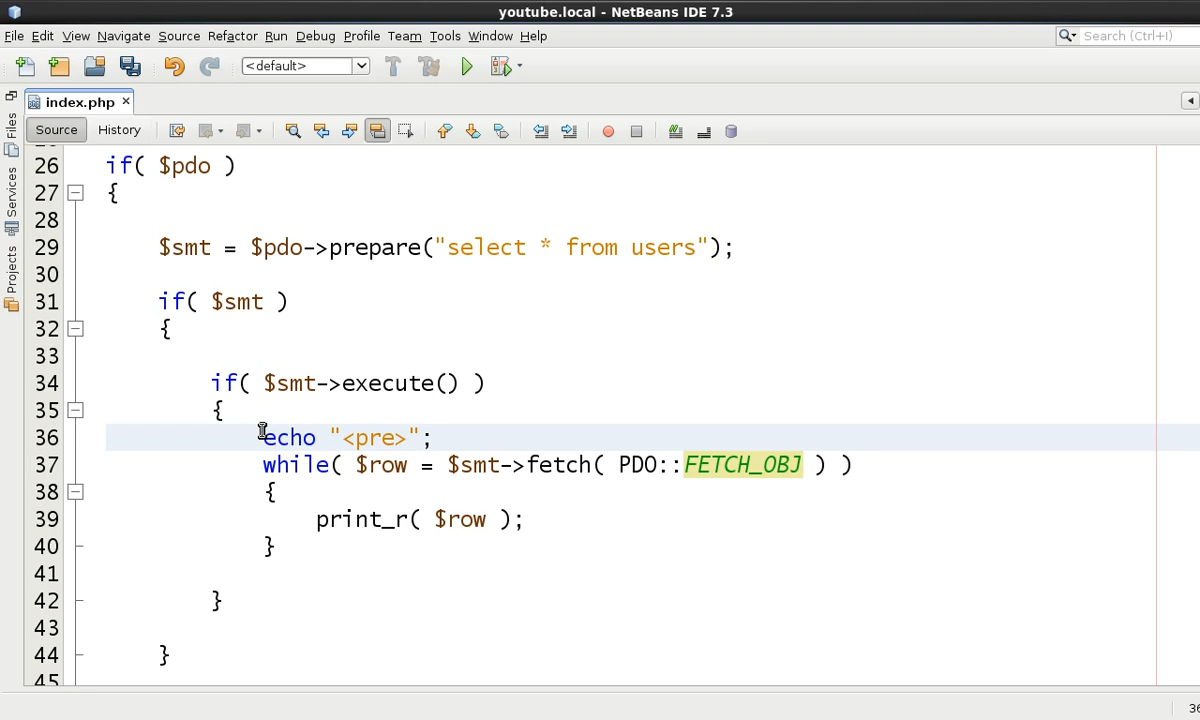 youtube.local - NetBeans IDE 7.3
File Edit View Navigate Source Refactor Run Debug Profile Team Tools Window Help
Search (Ctrl+I)
<default>
index.php ×
Source History
Files
Services
Projects
26 if( $pdo )
27 {
28
29 $smt = $pdo->prepare("select * from users");
30
31 if( $smt )
32 {
33
34 if( $smt->execute() )
35 {
36 echo "<pre>";
37 while( $row = $smt->fetch( PDO::FETCH_OBJ ) )
38 {
39 print_r( $row );
40 }
41
42 }
43
44 }
45